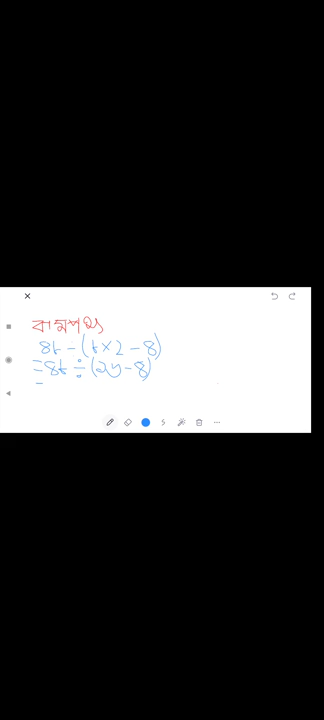 ৪৮ - (৮×২ - ৪)
= ৪৮ ÷ (১৬ - ৪)
=